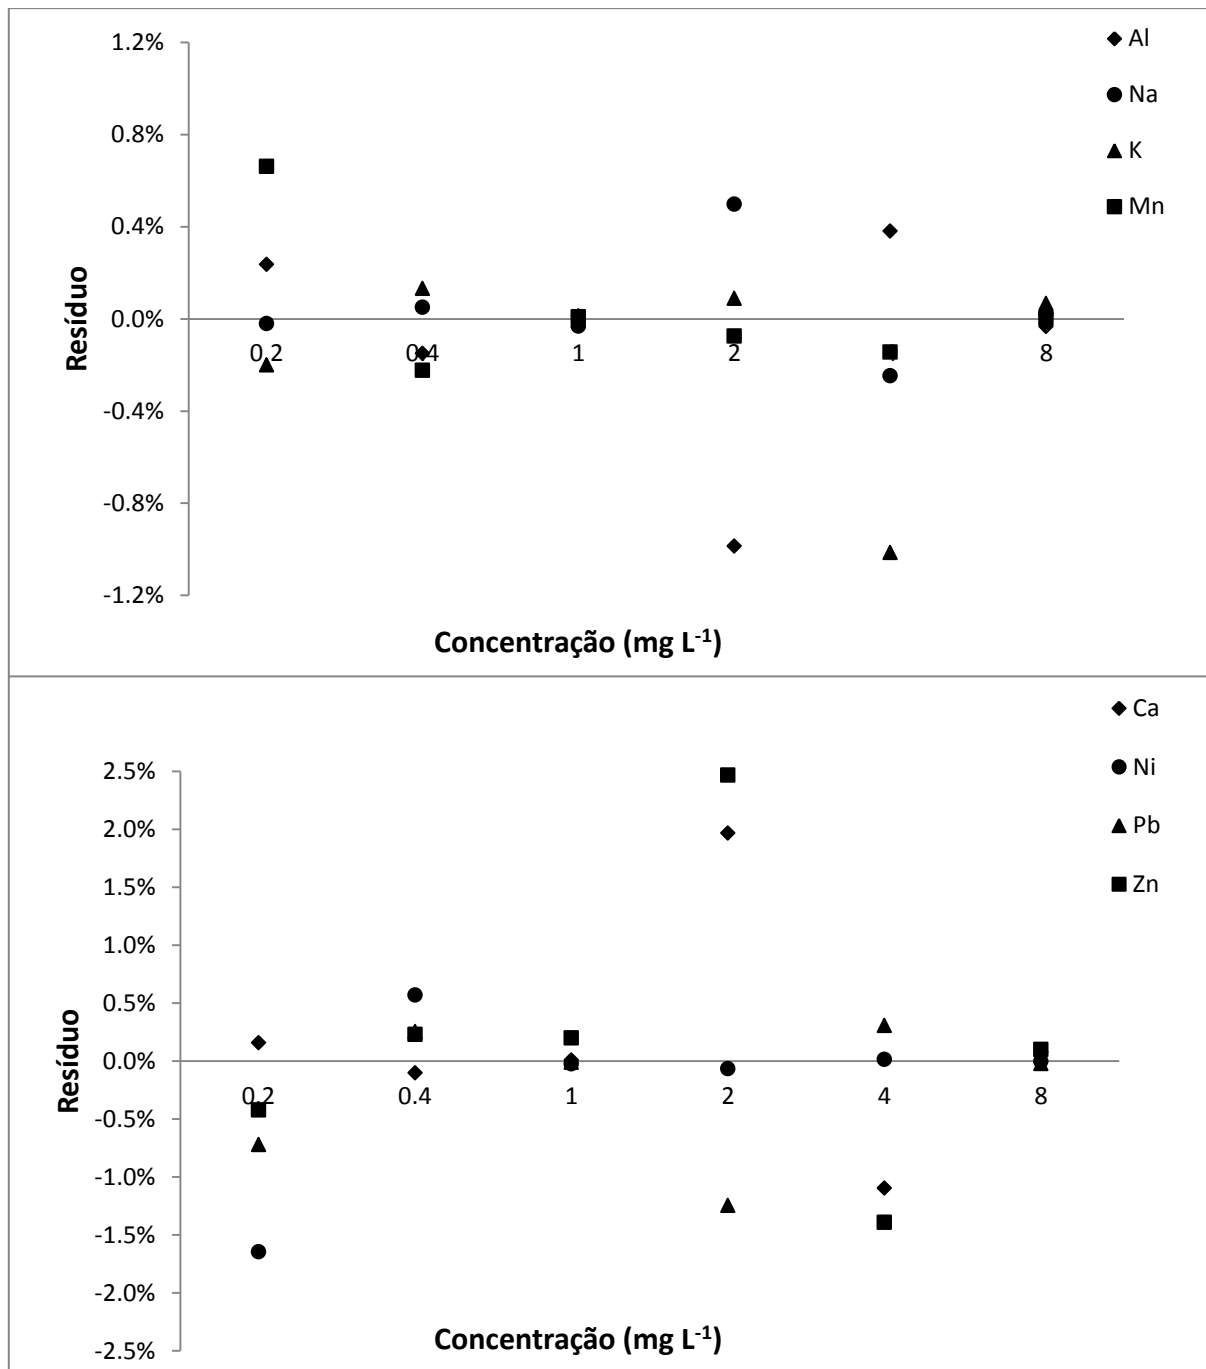 1.2%
0.8%
0.4%
0.0%
-0.4%
-0.8%
-1.2%
Resíduo
0.2 0.4 1 2 8
Concentração (mg L⁻¹)
Al
Na
K
Mn
2.5%
2.0%
1.5%
1.0%
0.5%
0.0%
-0.5%
-1.0%
-1.5%
-2.0%
-2.5%
Resíduo
0.2 0.4 1 2 4 8
Concentração (mg L⁻¹)
Ca
Ni
Pb
Zn